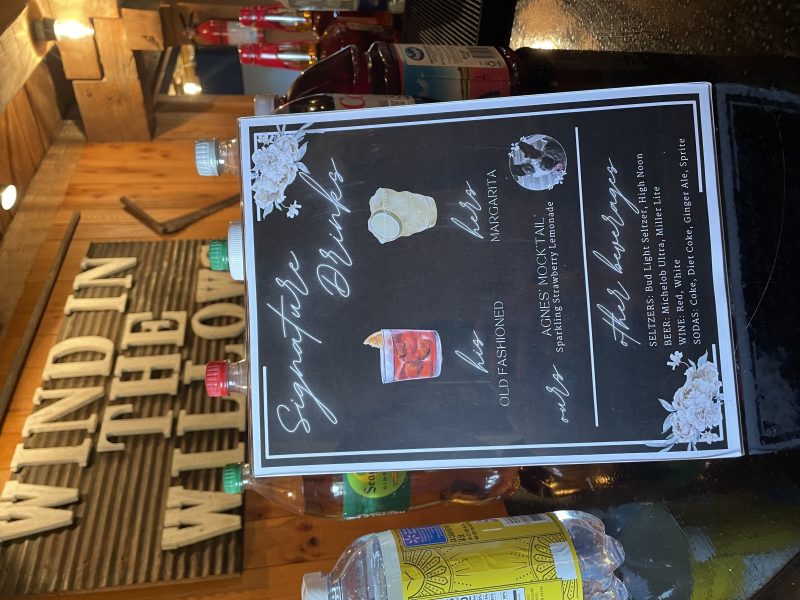 WIND IN
THE
WILLOWS
Signature
Drinks
his
OLD FASHIONED
hers
MARGARITA
ours
AGNES' MOCKTAIL
Sparkling Strawberry Lemonade
other beverages
SELTZERS: Bud Light Seltzer, High Noon
BEER: Michelob Ultra, Miller Lite
WINE: Red, White
SODAS: Coke, Diet Coke, Ginger Ale, Sprite